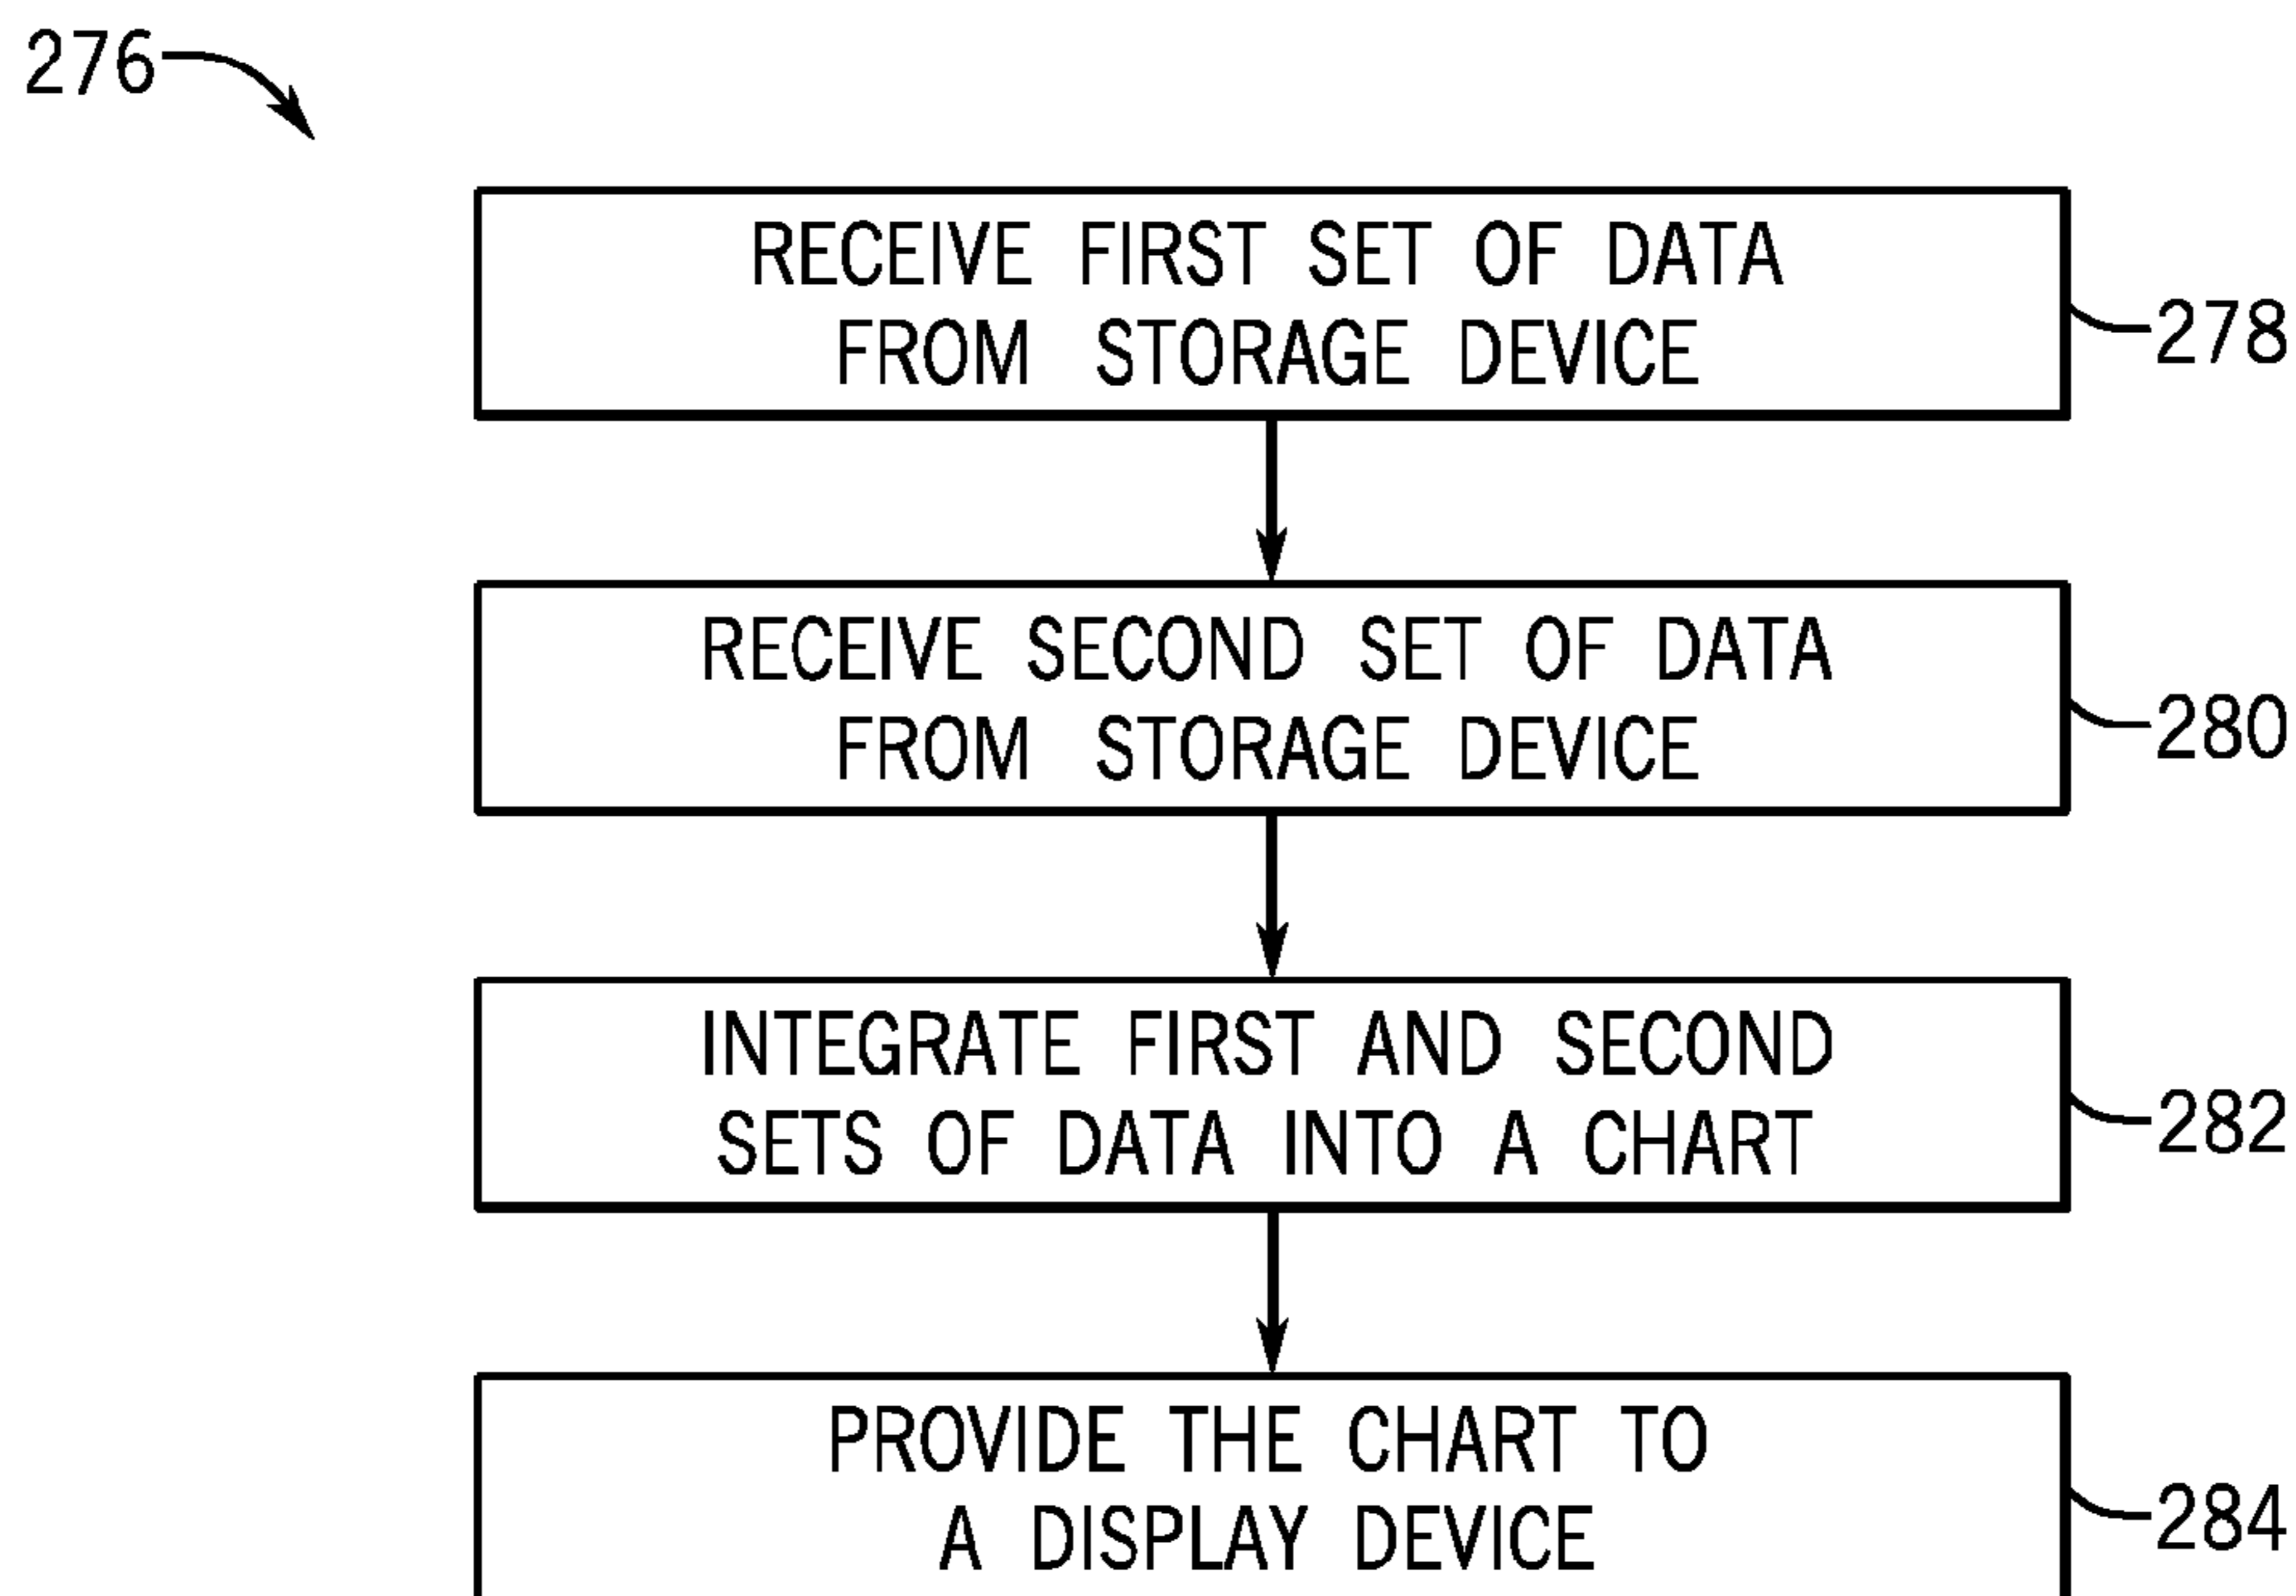 276
RECEIVE FIRST SET OF DATA
FROM STORAGE DEVICE
278
RECEIVE SECOND SET OF DATA
FROM STORAGE DEVICE
280
INTEGRATE FIRST AND SECOND
SETS OF DATA INTO A CHART
282
PROVIDE THE CHART TO
A DISPLAY DEVICE
284